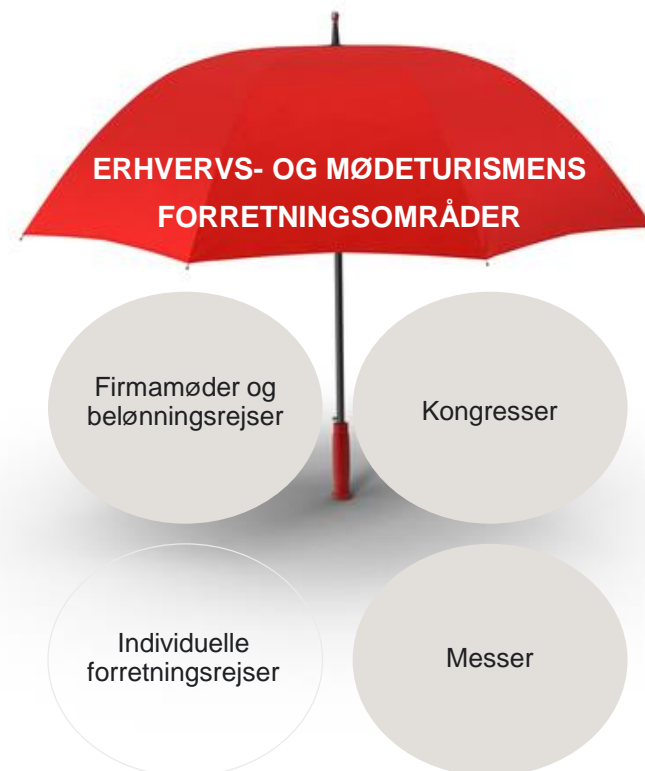 ERHVERVS- OG MØDETURISMENS
FORRETNINGSOMRÅDER
Firmamøder og
belønningsrejser
Kongresser
Individuelle
forretningsrejser
Messer